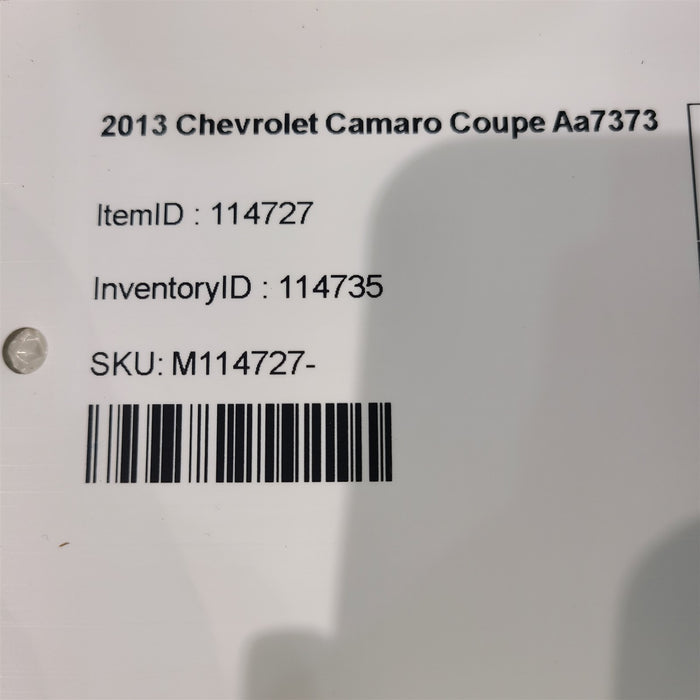 2013 Chevrolet Camaro Coupe Aa7373
ItemID : 114727
InventoryID : 114735
SKU: M114727-